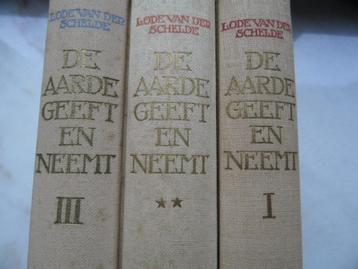 LODE VAN DER
SCHELDE
DE
AARDE
GEEFT
EN
NEEMT
III
LODE VAN DER
SCHELDE
DE
AARDE
GEEFT
EN
NEEMT
**
LODE VAN DER
SCHELDE
DE
AARDE
GEEFT
EN
NEEMT
I